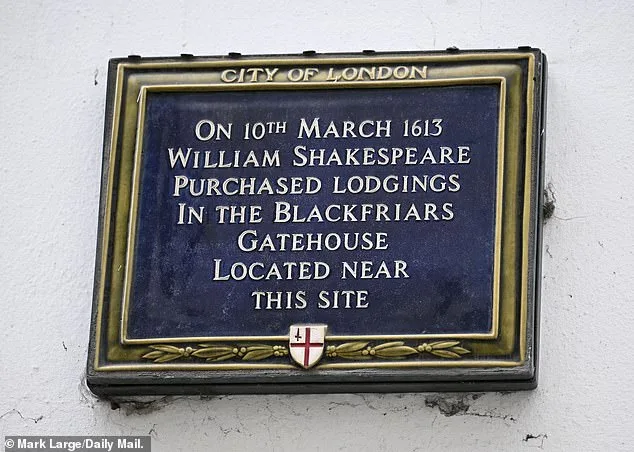 CITY OF LONDON
ON 10TH MARCH 1613
WILLIAM SHAKESPEARE
PURCHASED LODGINGS
IN THE BLACKFRIARS
GATEHOUSE
LOCATED NEAR
THIS SITE
© Mark Large/Daily Mail.